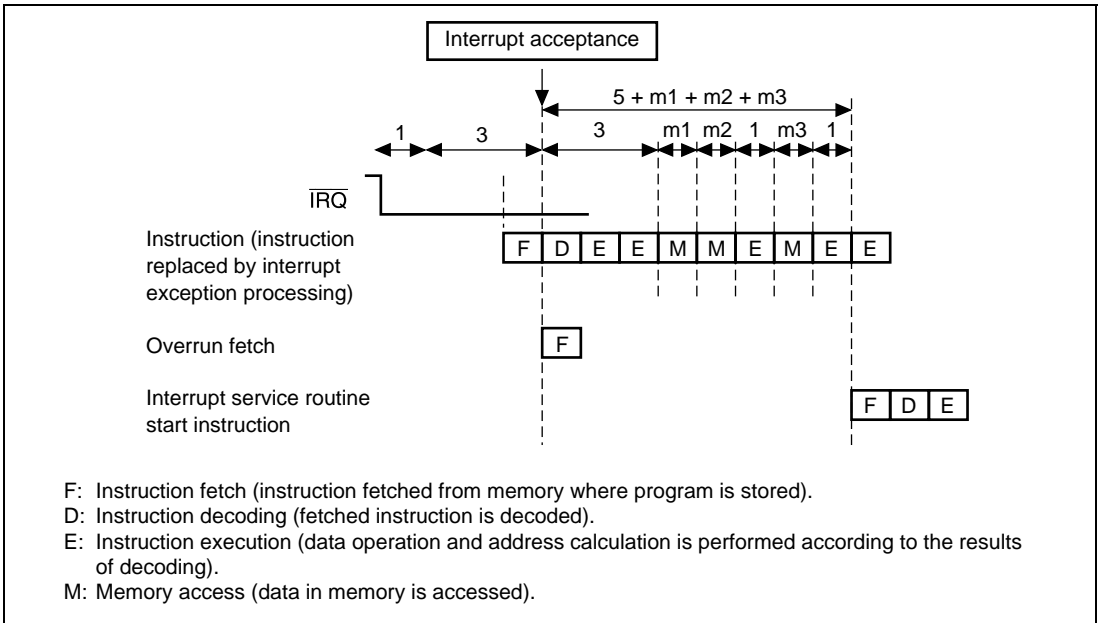 Interrupt acceptance
5 + m1 + m2 + m3
1 3 3 m1 m2 1 m3 1
IRQ
Instruction (instruction
replaced by interrupt
exception processing)
F D E E M M E M E E
Overrun fetch
F
Interrupt service routine
start instruction
F D E
F: Instruction fetch (instruction fetched from memory where program is stored).
D: Instruction decoding (fetched instruction is decoded).
E: Instruction execution (data operation and address calculation is performed according to the results
of decoding).
M: Memory access (data in memory is accessed).